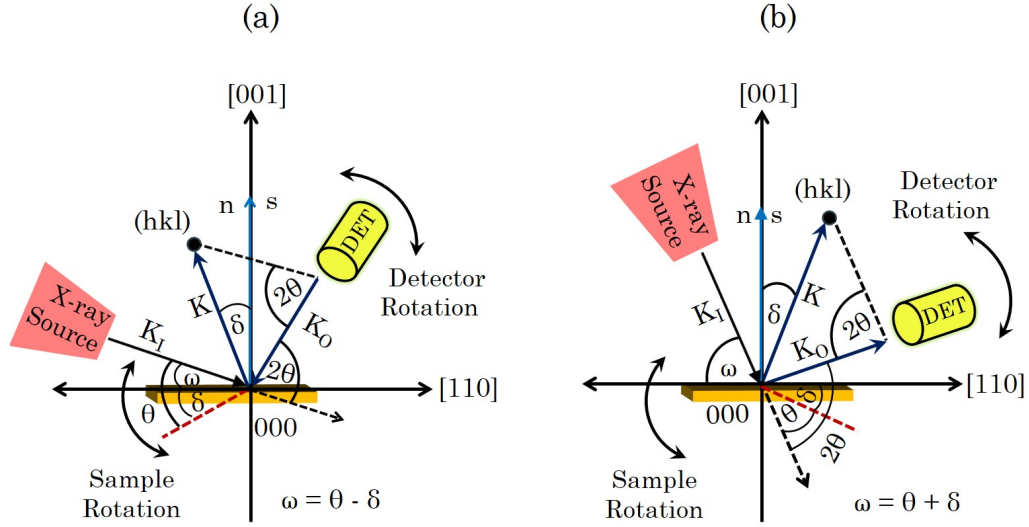 (a)
[001]
n
s
(hkl)
DET
Detector
Rotation
X-ray
Source
K_I
K
δ
2θ
K_O
2θ
ω
δ
θ
[110]
000
Sample
Rotation
ω = θ - δ
(b)
[001]
X-ray
Source
n
s
(hkl)
Detector
Rotation
K_I
δ
K
2θ
DET
K_O
ω
[110]
000
θ
δ
2θ
Sample
Rotation
ω = θ + δ